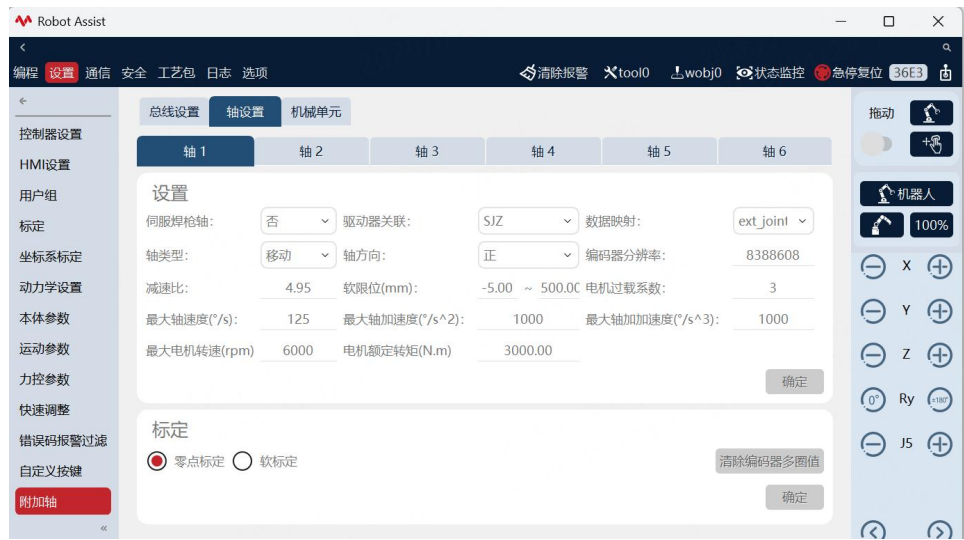 Robot Assist
编程 设置 通信 安全 工艺包 日志 选项 清除报警 tool0 wobj0 状态监控 急停复位 36E3
控制器设置
HMI设置
用户组
标定
坐标系标定
动力学设置
本体参数
运动参数
力控参数
快速调整
错误码报警过滤
自定义按键
附加轴
总线设置 轴设置 机械单元
轴 1 轴 2 轴 3 轴 4 轴 5 轴 6
设置
伺服焊枪轴: 否 驱动器关联: SJZ 数据映射: ext_joint
轴类型: 移动 轴方向: 正 编码器分辨率: 8388608
减速比: 4.95 软限位(mm): -5.00 ~ 500.00 电机过载系数: 3
最大轴速度(°/s): 125 最大轴加速度(°/s^2): 1000 最大轴加加速度(°/s^3): 1000
最大电机转速(rpm) 6000 电机额定转矩(N.m) 3000.00
确定
标定
零点标定 软标定 清除编码器多圈值
确定
拖动
机器人
100%
X
Y
Z
0° Ry ±180°
J5